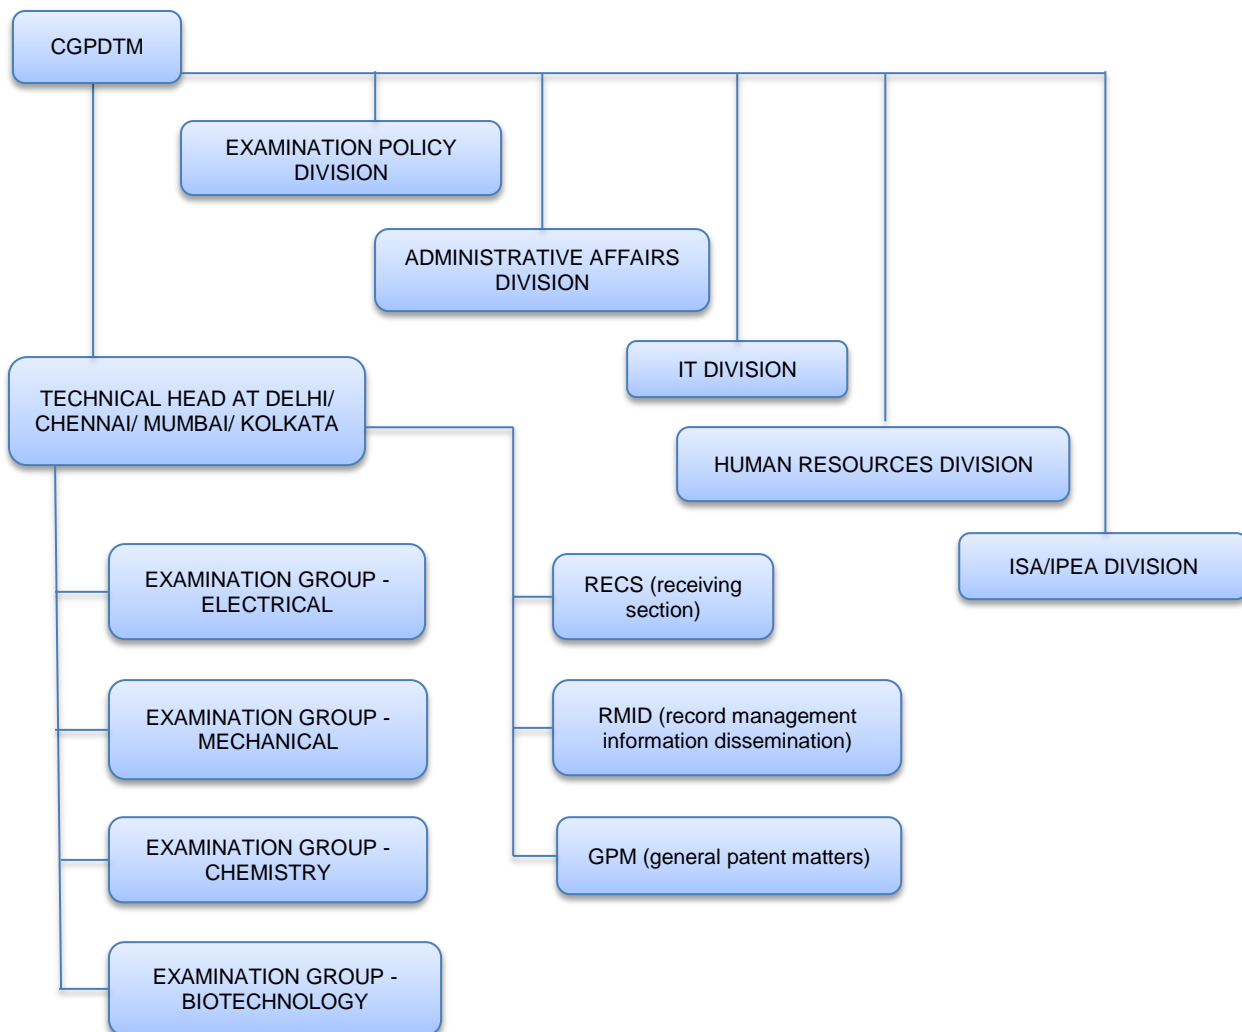 CGPDTM
EXAMINATION POLICY
DIVISION
ADMINISTRATIVE AFFAIRS
DIVISION
IT DIVISION
TECHNICAL HEAD AT DELHI/
CHENNAI/ MUMBAI/ KOLKATA
HUMAN RESOURCES DIVISION
ISA/IPEA DIVISION
EXAMINATION GROUP -
ELECTRICAL
RECS (receiving
section)
EXAMINATION GROUP -
MECHANICAL
RMID (record management
information dissemination)
EXAMINATION GROUP -
CHEMISTRY
GPM (general patent matters)
EXAMINATION GROUP -
BIOTECHNOLOGY